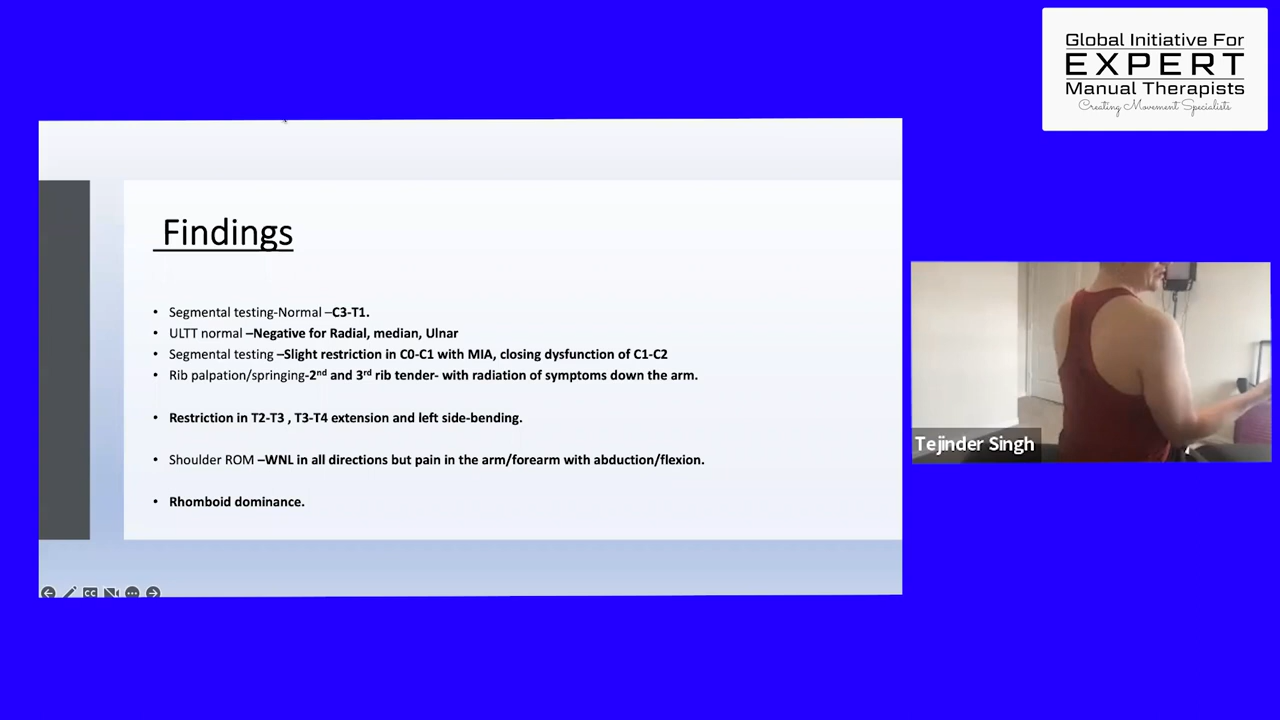 Global Initiative For
EXPERT
Manual Therapists
Creating Movement Specialists
Findings
• Segmental testing-Normal –C3-T1.
• ULTT normal –Negative for Radial, median, Ulnar
• Segmental testing –Slight restriction in C0-C1 with MIA, closing dysfunction of C1-C2
• Rib palpation/springing-2nd and 3rd rib tender- with radiation of symptoms down the arm.
• Restriction in T2-T3 , T3-T4 extension and left side-bending.
• Shoulder ROM –WNL in all directions but pain in the arm/forearm with abduction/flexion.
• Rhomboid dominance.
Tejinder Singh
CC